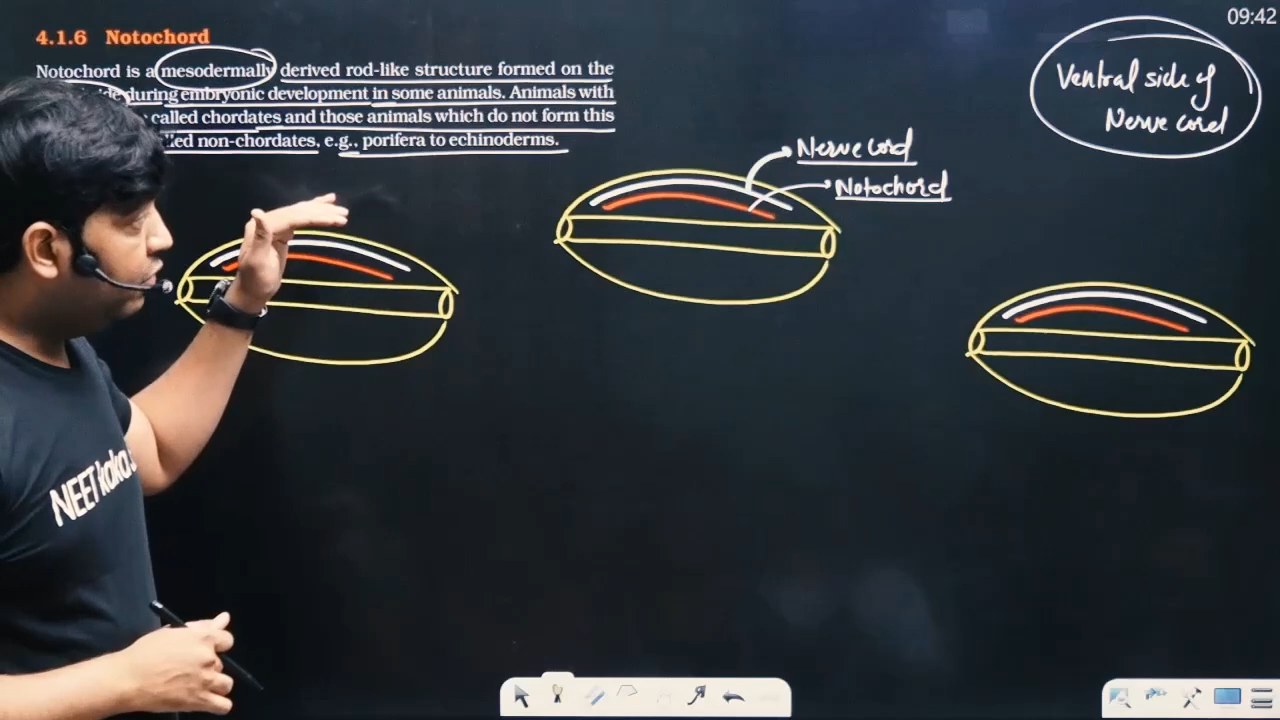 09:42
4.1.6 Notochord
Notochord is a mesodermally derived rod-like structure formed on the
during embryonic development in some animals. Animals with
called chordates and those animals which do not form this
non-chordates, e.g., porifera to echinoderms.
Ventral side of
Nerve cord
Nerve cord
Notochord
NEET kaka